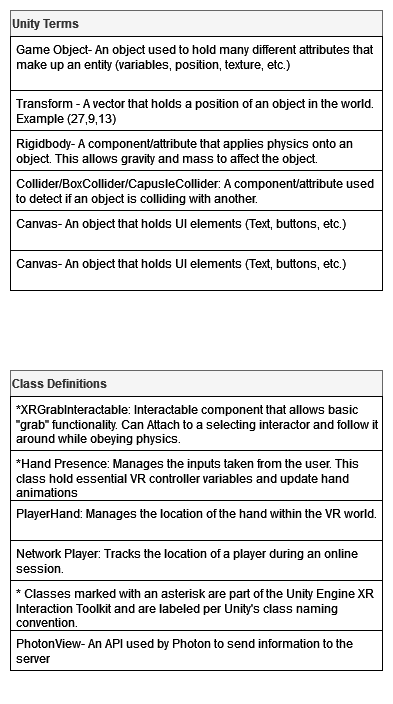 Unity Terms
Game Object- An object used to hold many different attributes that
make up an entity (variables, position, texture, etc.)
Transform - A vector that holds a position of an object in the world.
Example (27,9,13)
Rigidbody- A component/attribute that applies physics onto an
object. This allows gravity and mass to affect the object.
Collider/BoxCollider/CapusleCollider: A component/attribute used
to detect if an object is colliding with another.
Canvas- An object that holds UI elements (Text, buttons, etc.)
Canvas- An object that holds UI elements (Text, buttons, etc.)
Class Definitions
*XRGrabInteractable: Interactable component that allows basic
"grab" functionality. Can Attach to a selecting interactor and follow it
around while obeying physics.
*Hand Presence: Manages the inputs taken from the user. This
class hold essential VR controller variables and update hand
animations
PlayerHand: Manages the location of the hand within the VR world.
Network Player: Tracks the location of a player during an online
session.
* Classes marked with an asterisk are part of the Unity Engine XR
Interaction Toolkit and are labeled per Unity's class naming
convention.
PhotonView- An API used by Photon to send information to the
server